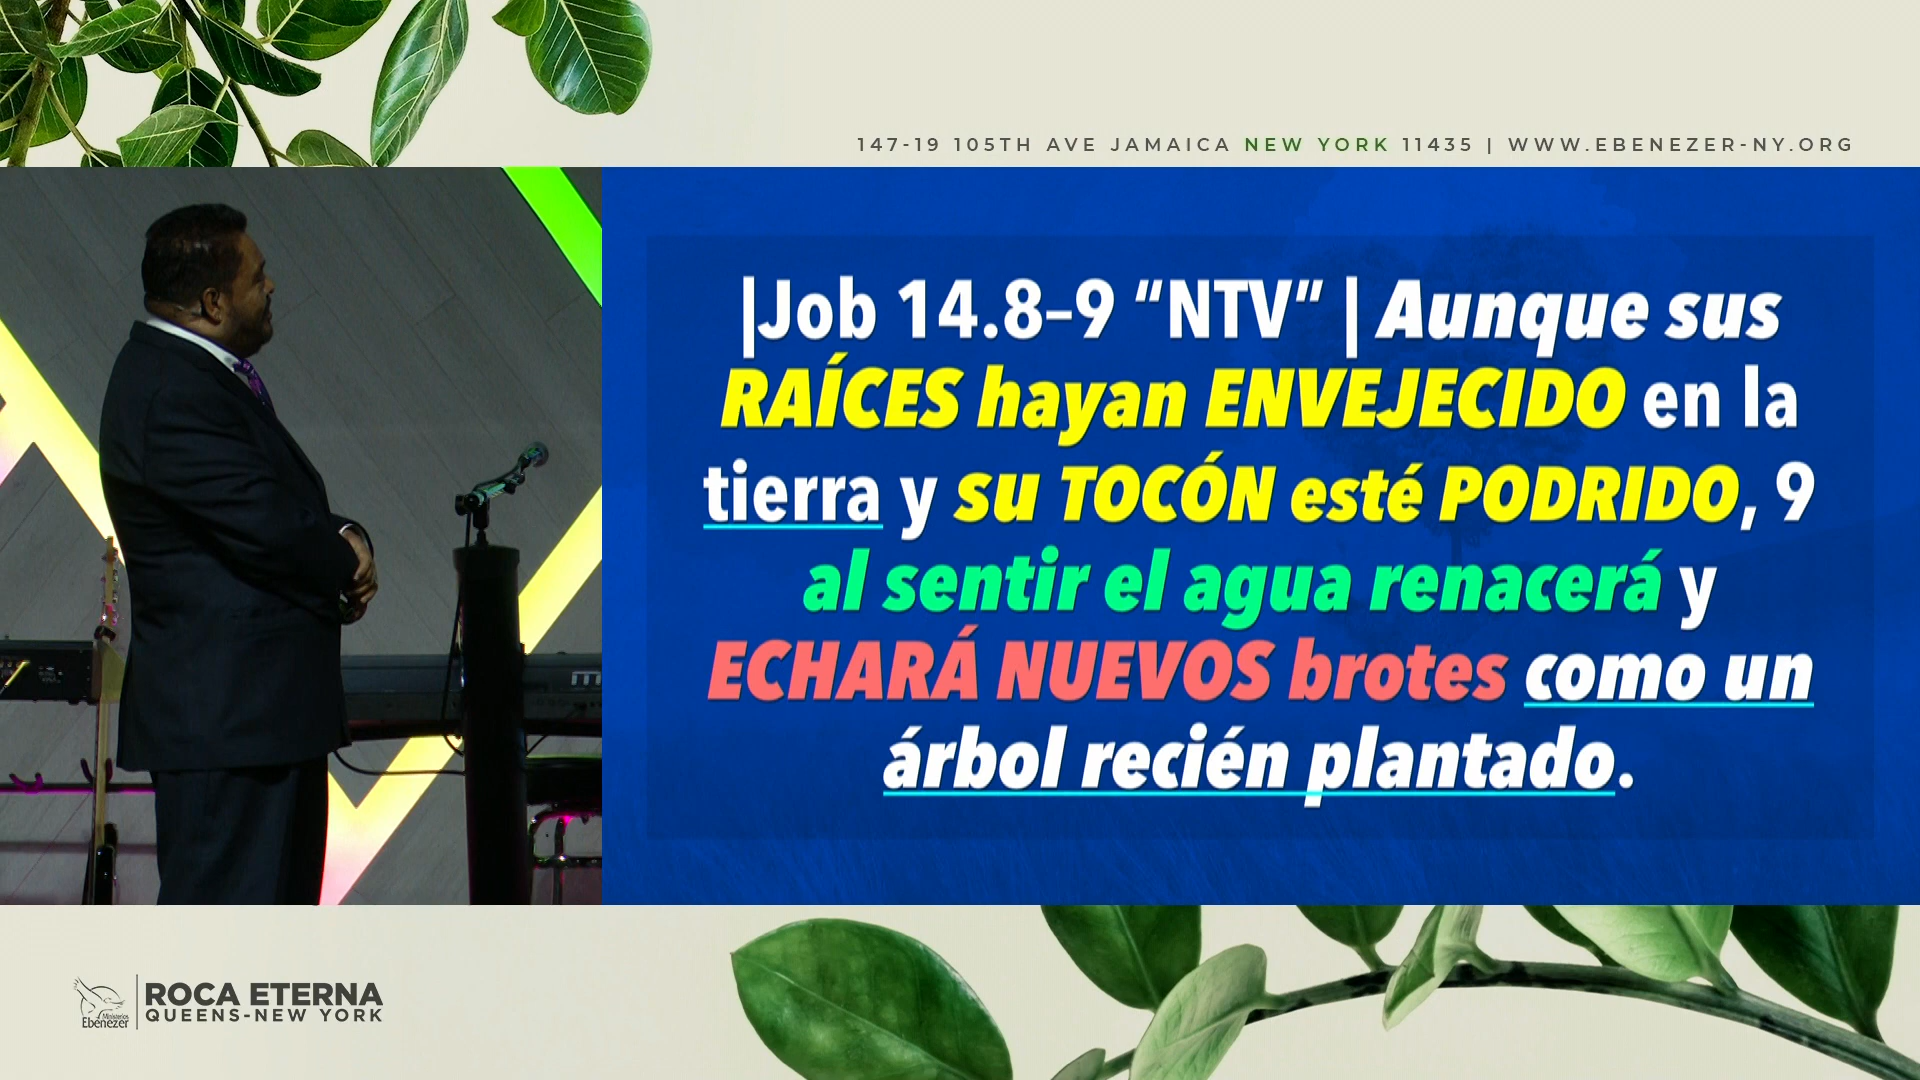 147-19 105TH AVE JAMAICA NEW YORK 11435 | WWW.EBENEZER-NY.ORG
|Job 14.8–9 “NTV” | Aunque sus
RAÍCES hayan ENVEJECIDO en la
tierra y su TOCÓN esté PODRIDO, 9
al sentir el agua renacerá y
ECHARÁ NUEVOS brotes como un
árbol recién plantado.
Ministerios
Ebenezer
ROCA ETERNA
QUEENS-NEW YORK